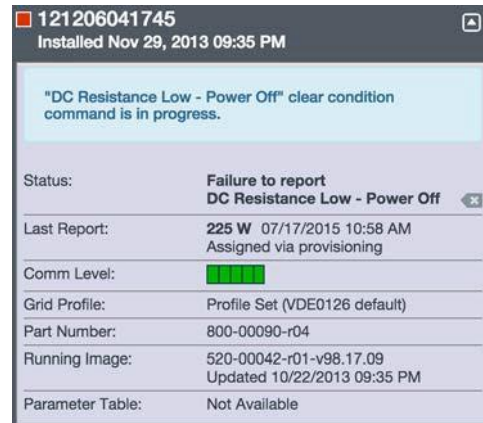 121206041745
Installed Nov 29, 2013 09:35 PM
"DC Resistance Low - Power Off" clear condition
command is in progress.
Status: Failure to report
DC Resistance Low - Power Off
Last Report: 225 W 07/17/2015 10:58 AM
Assigned via provisioning
Comm Level:
Grid Profile: Profile Set (VDE0126 default)
Part Number: 800-00090-r04
Running Image: 520-00042-r01-v98.17.09
Updated 10/22/2013 09:35 PM
Parameter Table: Not Available